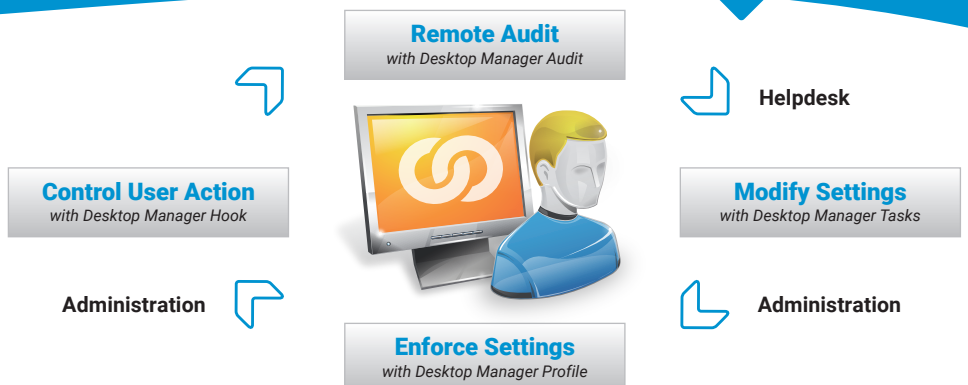 Remote Audit
with Desktop Manager Audit
Helpdesk
Control User Action
with Desktop Manager Hook
Modify Settings
with Desktop Manager Tasks
Administration
Administration
Enforce Settings
with Desktop Manager Profile